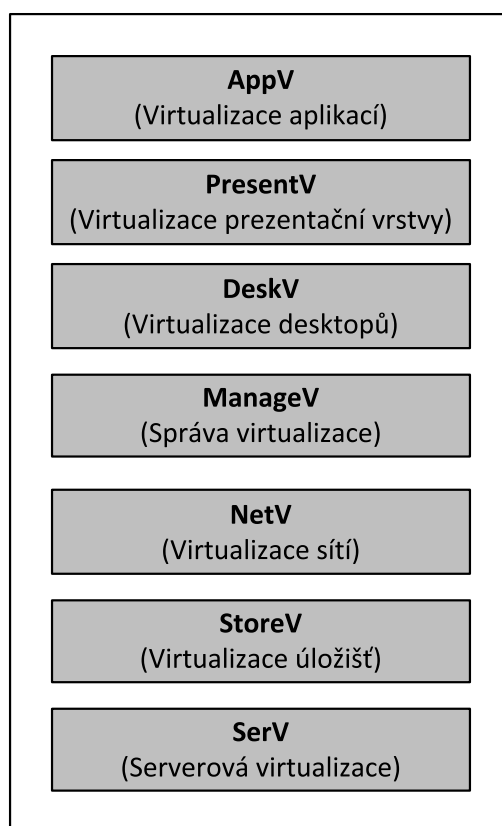 AppV
(Virtualizace aplikací)
PresentV
(Virtualizace prezentační vrstvy)
DeskV
(Virtualizace desktopů)
ManageV
(Správa virtualizace)
NetV
(Virtualizace sítí)
StoreV
(Virtualizace úložišť)
SerV
(Serverová virtualizace)